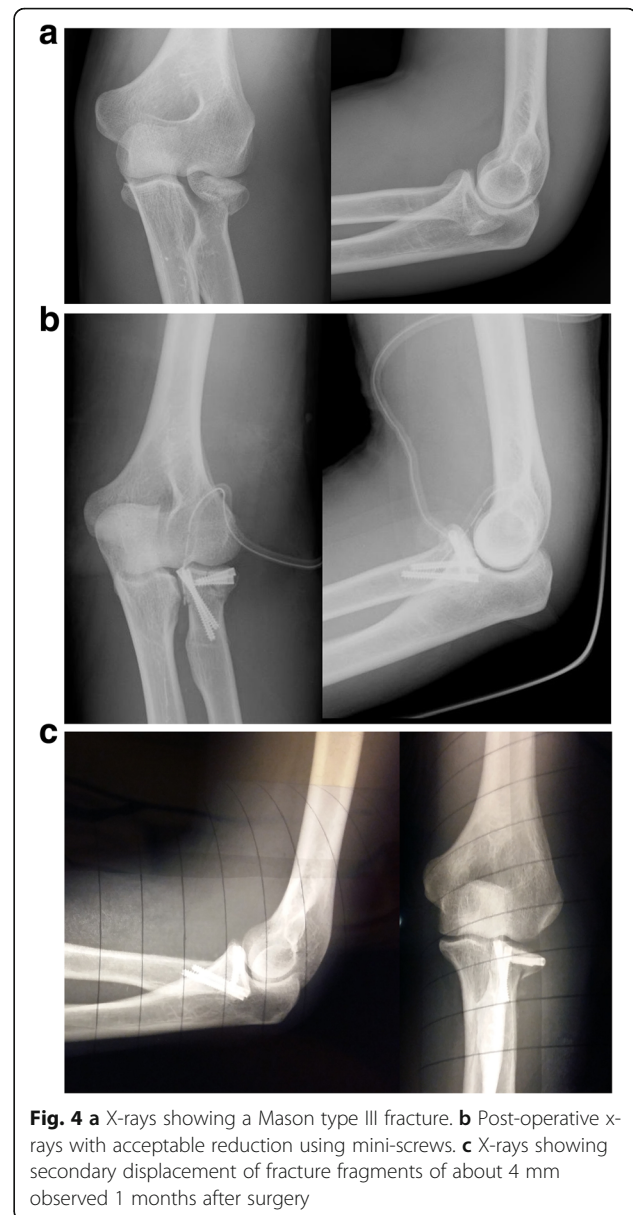 a
b
c
Fig. 4 a X-rays showing a Mason type III fracture. b Post-operative x-
rays with acceptable reduction using mini-screws. c X-rays showing
secondary displacement of fracture fragments of about 4 mm
observed 1 months after surgery